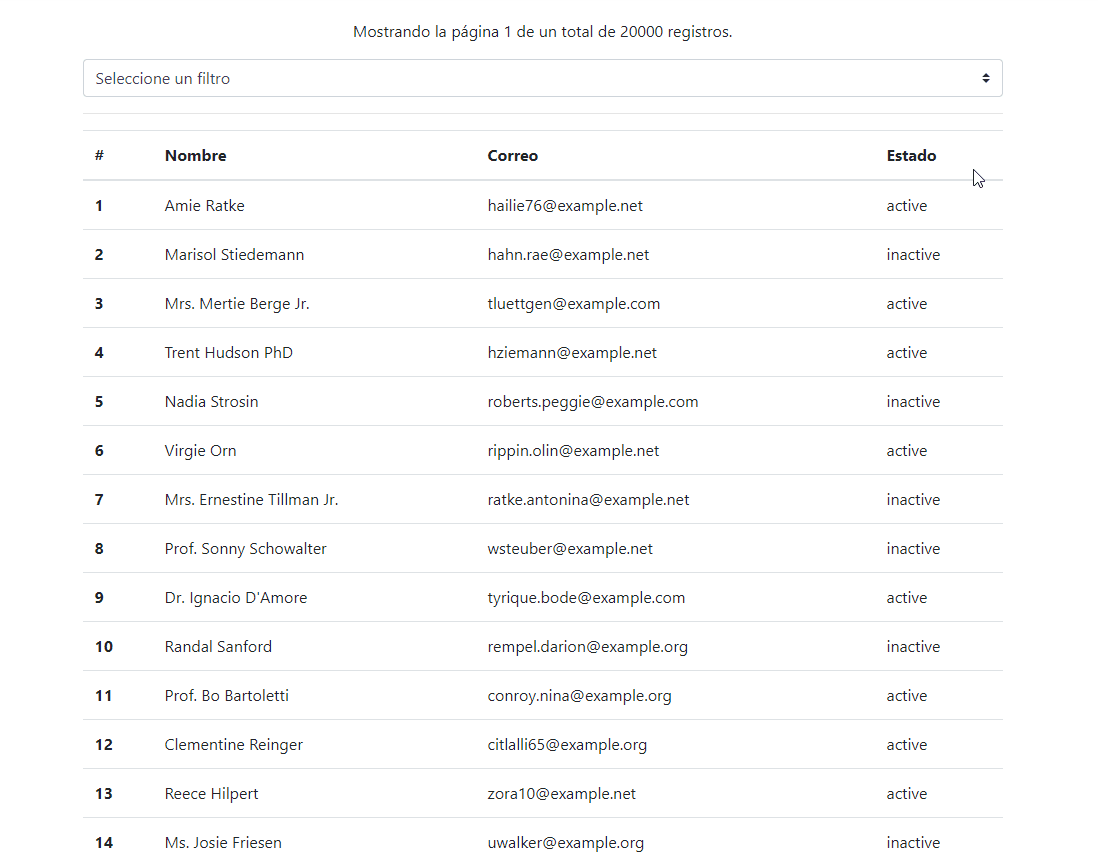 Mostrando la página 1 de un total de 20000 registros.
Seleccione un filtro
# Nombre Correo Estado
1 Amie Ratke hailie76@example.net active
2 Marisol Stiedemann hahn.rae@example.net inactive
3 Mrs. Mertie Berge Jr. tluettgen@example.com active
4 Trent Hudson PhD hziemann@example.net active
5 Nadia Strosin roberts.peggie@example.com inactive
6 Virgie Orn rippin.olin@example.net active
7 Mrs. Ernestine Tillman Jr. ratke.antonina@example.net inactive
8 Prof. Sonny Schowalter wsteuber@example.net inactive
9 Dr. Ignacio D'Amore tyrique.bode@example.com active
10 Randal Sanford rempel.darion@example.org inactive
11 Prof. Bo Bartoletti conroy.nina@example.org active
12 Clementine Reinger citlalli65@example.org active
13 Reece Hilpert zora10@example.net active
14 Ms. Josie Friesen uwalker@example.org inactive